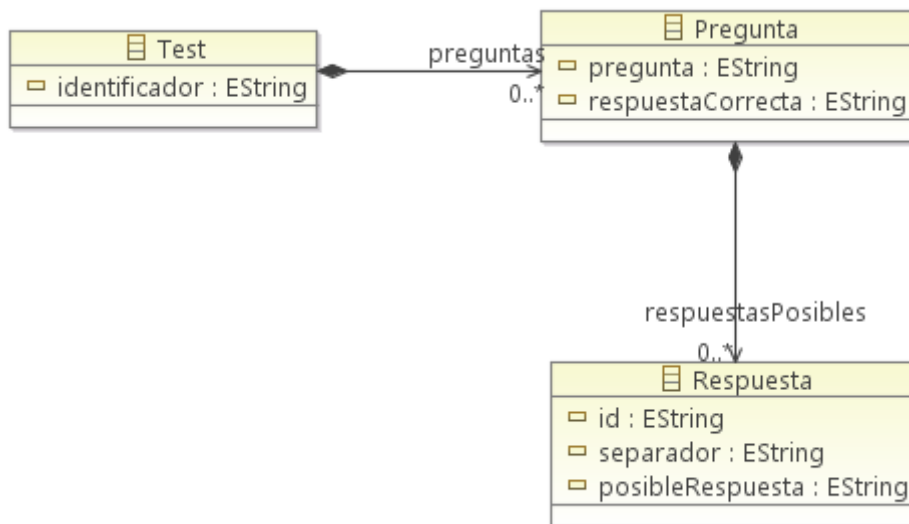 Test
identificador : EString
preguntas
0..*
Pregunta
pregunta : EString
respuestaCorrecta : EString
respuestasPosibles
0..*
Respuesta
id : EString
separador : EString
posibleRespuesta : EString